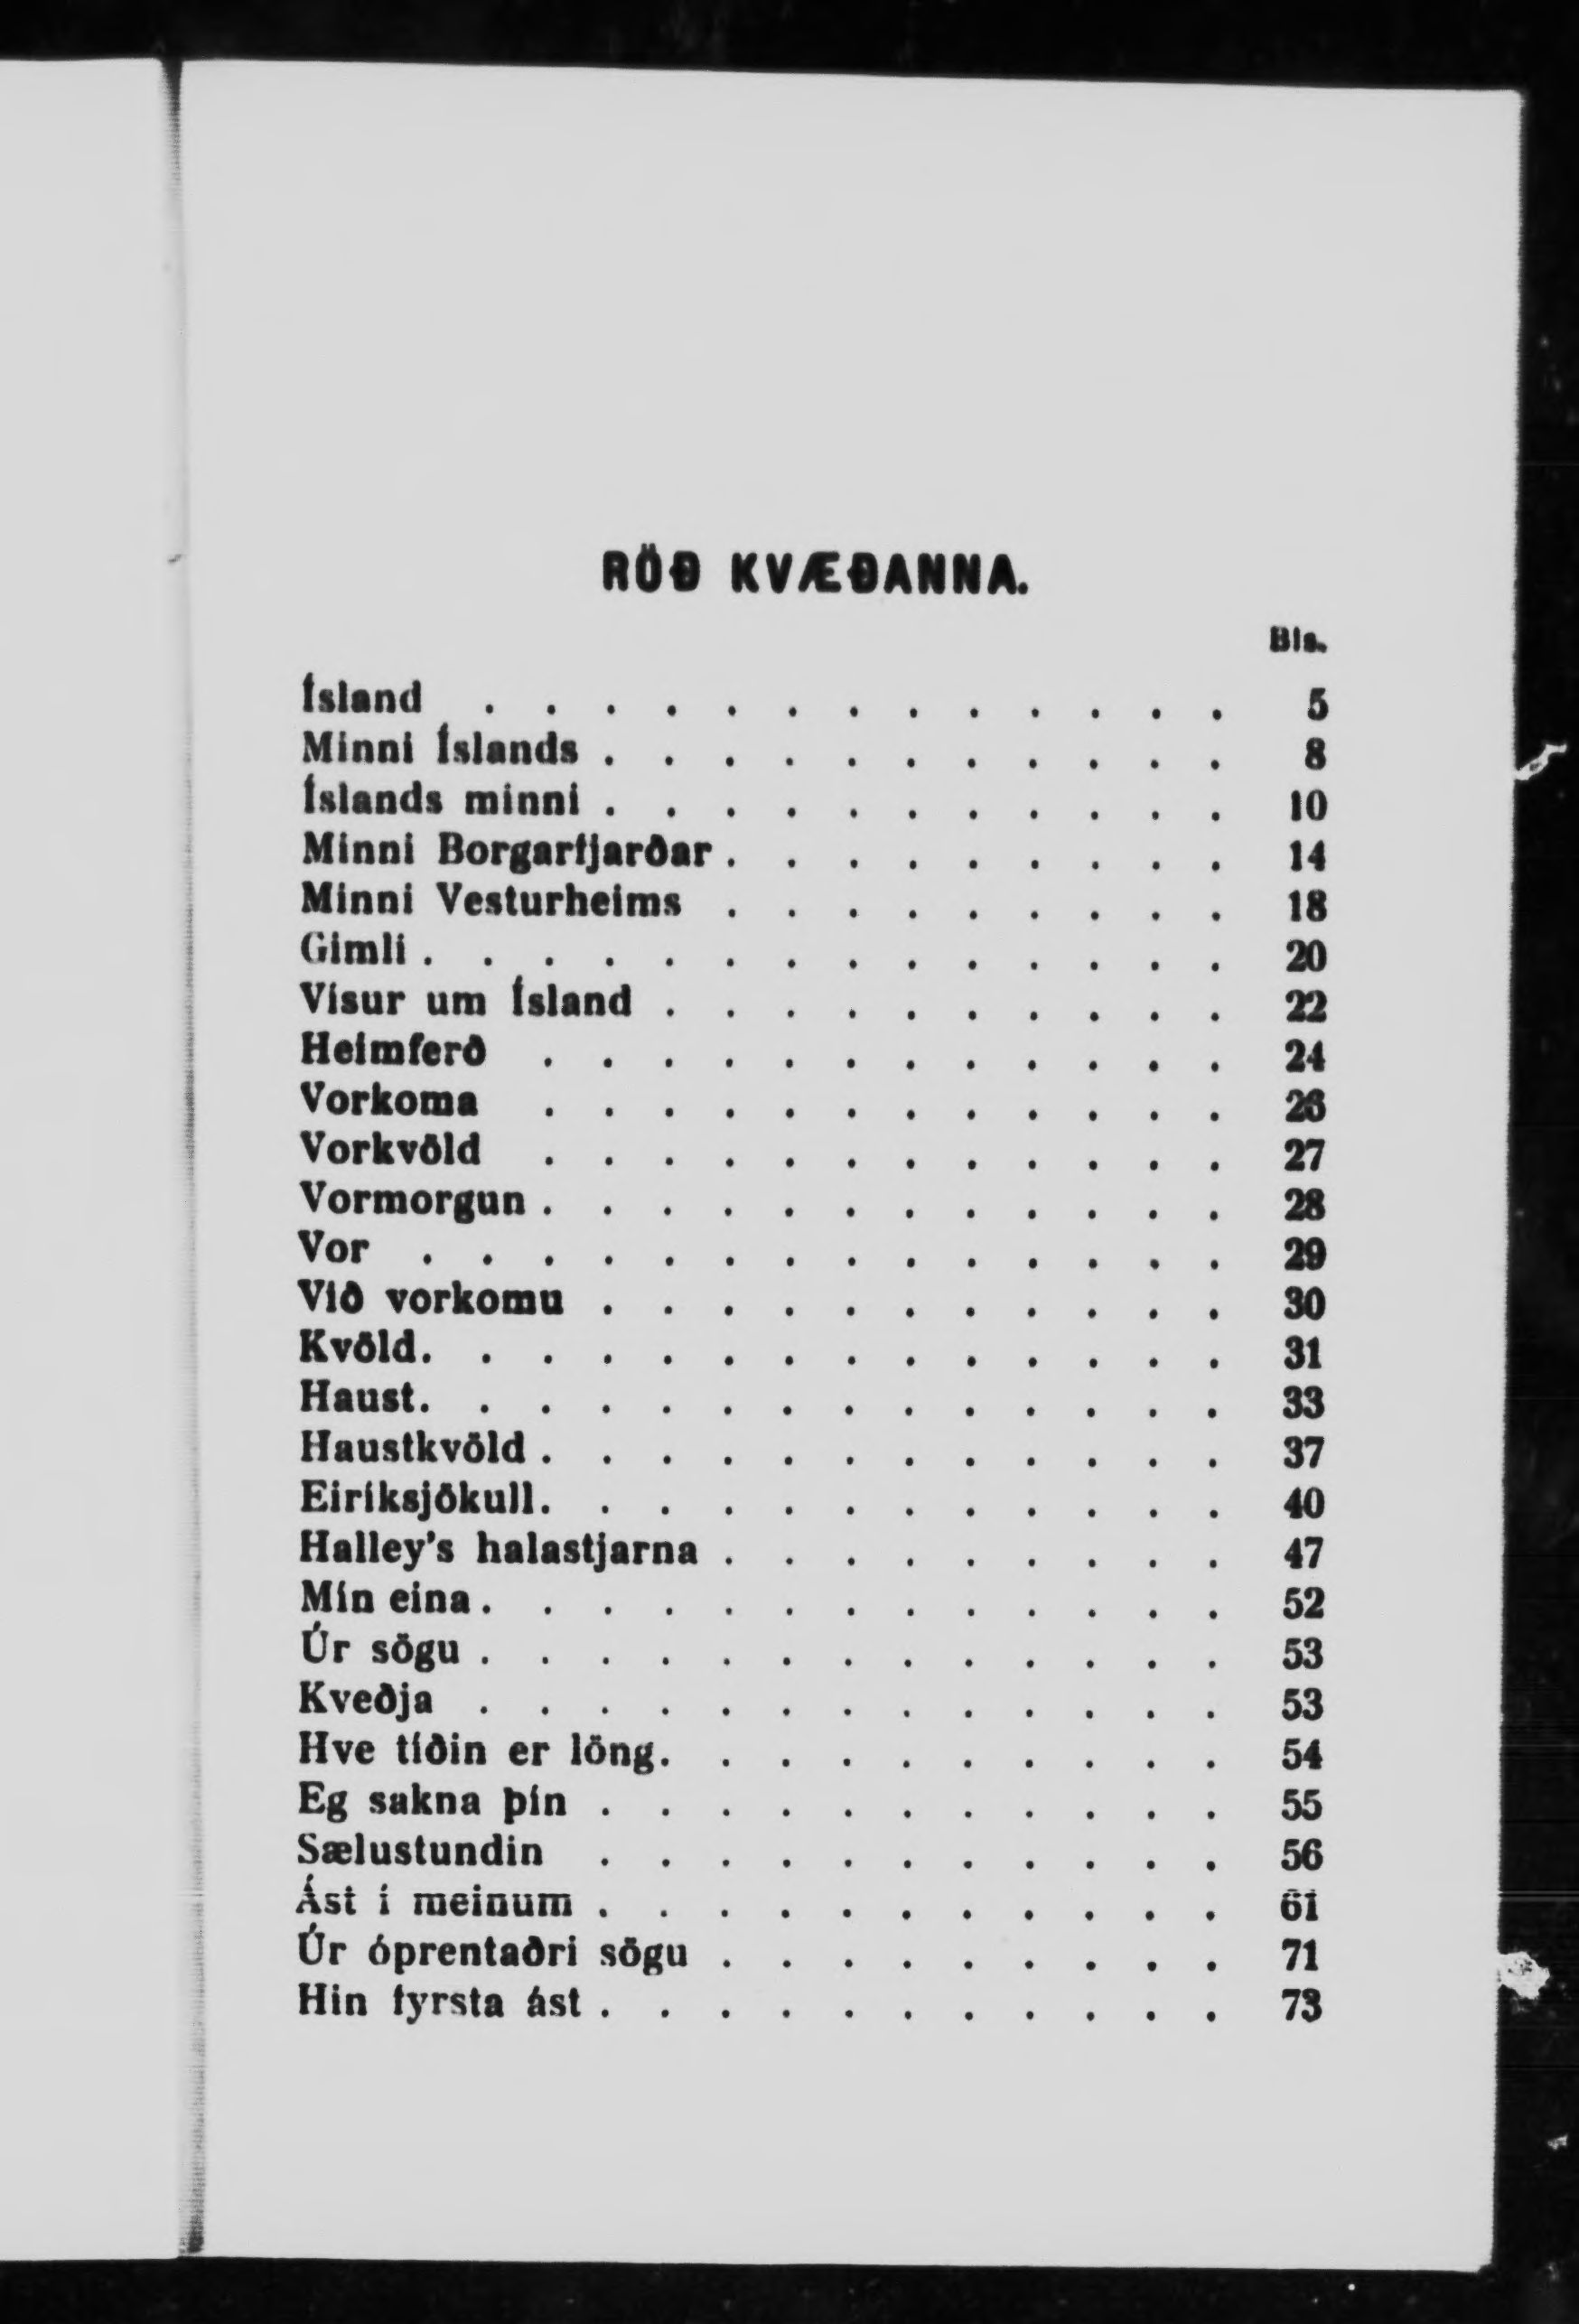 RÖÐ KVÆÐANNA.
Bls.
Ísland . . . . . . . . . . . . . 5
Minni Íslands . . . . . . . . . . . 8
Íslands minni . . . . . . . . . . . 10
Minni Borgarfjarðar . . . . . . . . . 14
Minni Vesturheims . . . . . . . . . 18
Gimli . . . . . . . . . . . . . . 20
Vísur um Ísland . . . . . . . . . . 22
Heimferð . . . . . . . . . . . . 24
Vorkoma . . . . . . . . . . . . 26
Vorkvöld . . . . . . . . . . . . 27
Vormorgun . . . . . . . . . . . . 28
Vor . . . . . . . . . . . . . . 29
Við vorkomu . . . . . . . . . . . 30
Kvöld. . . . . . . . . . . . . . 31
Haust. . . . . . . . . . . . . . 33
Haustkvöld . . . . . . . . . . . . 37
Eiríksjökull. . . . . . . . . . . . 40
Halley's halastjarna . . . . . . . . . 47
Mín eina . . . . . . . . . . . . . 52
Úr sögu . . . . . . . . . . . . . 53
Kveðja . . . . . . . . . . . . . 53
Hve tíðin er löng. . . . . . . . . . 54
Eg sakna þín . . . . . . . . . . . 55
Sælustundin . . . . . . . . . . . 56
Ást í meinum . . . . . . . . . . . 61
Úr óprentaðri sögu . . . . . . . . . 71
Hin fyrsta ást . . . . . . . . . . . 73